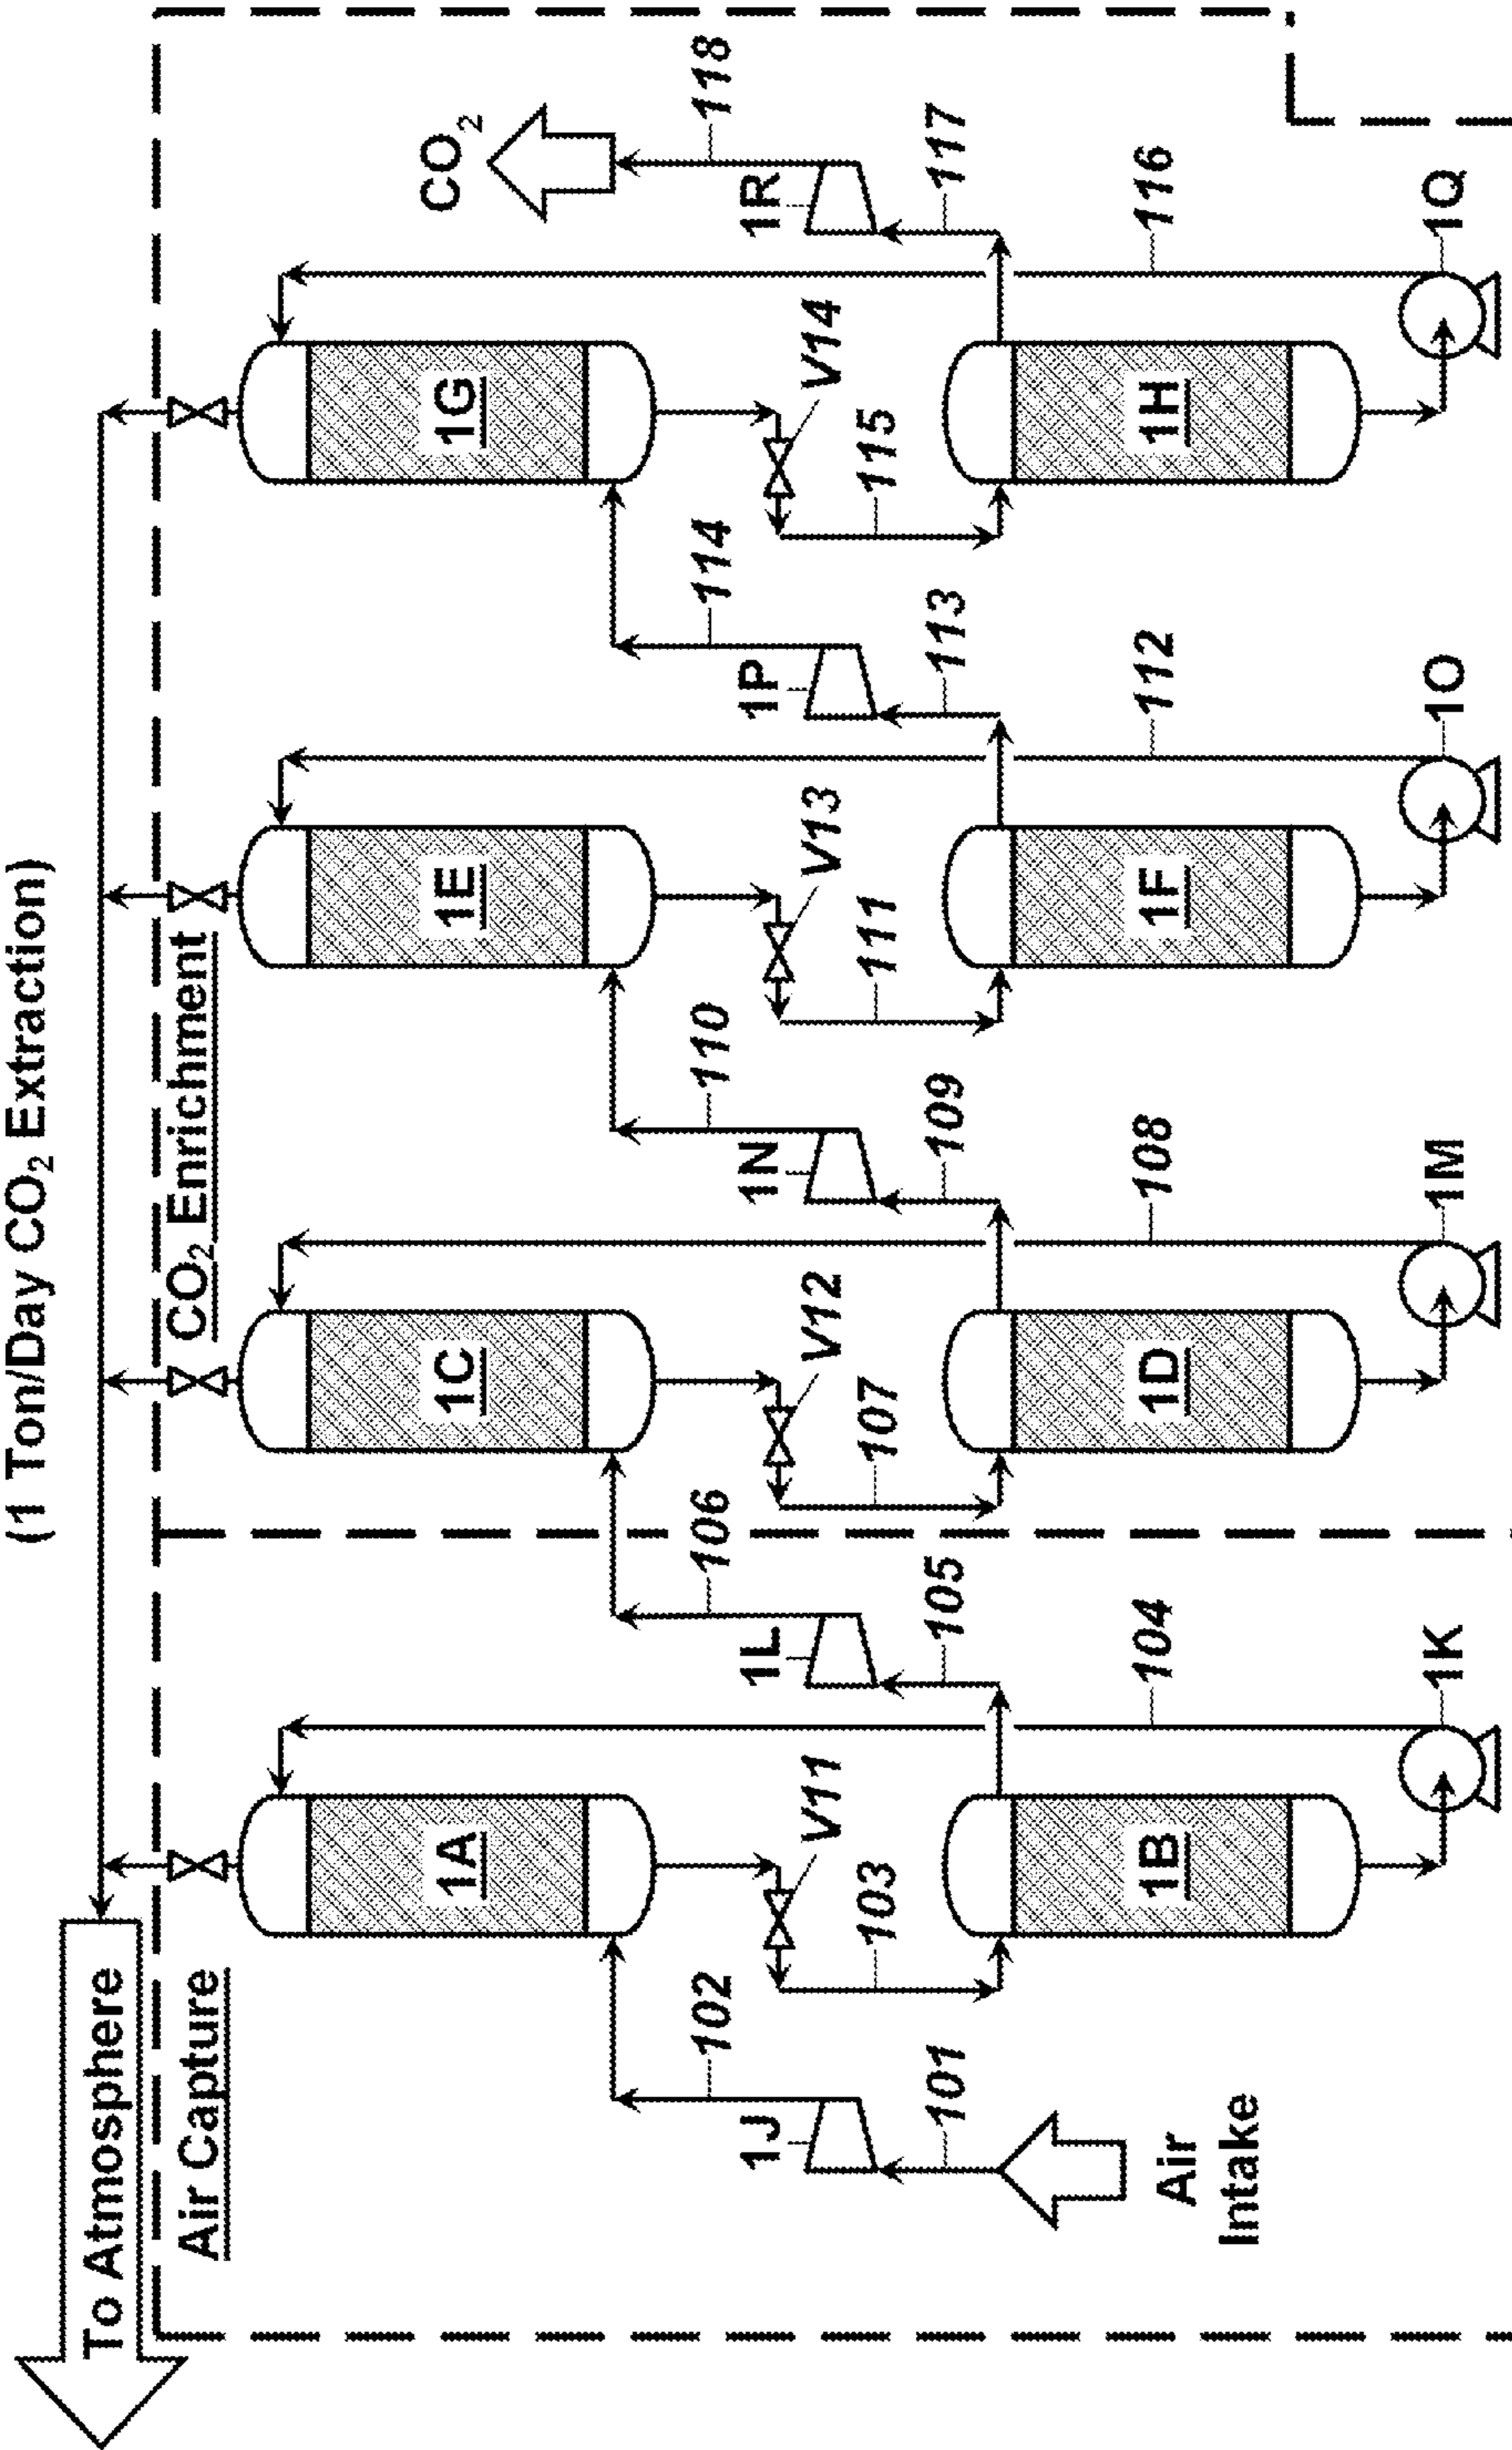 (1 Ton/Day CO₂ Extraction)
To Atmosphere
Air Capture
CO₂ Enrichment
1A
1C
1E
1G
CO₂
102
106
110
114
118
1J
1L
1N
1P
1R
V11
V12
V13
V14
103
107
111
115
101
105
109
113
117
1B
1D
1F
1H
104
108
112
116
Air
Intake
1K
1M
1O
1Q